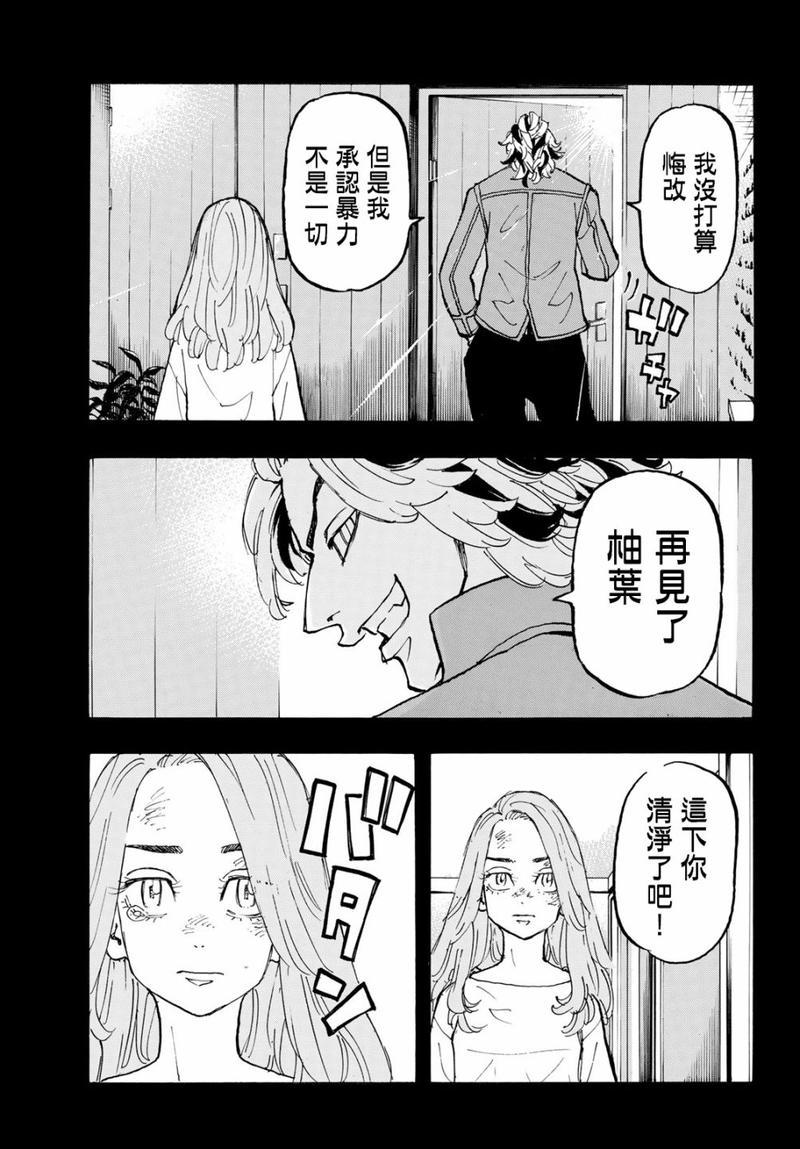 我沒打算
悔改
ガチャ
但是我
承認暴力
不是一切
再見了
柚葉
這下你
清淨了吧！
バタン